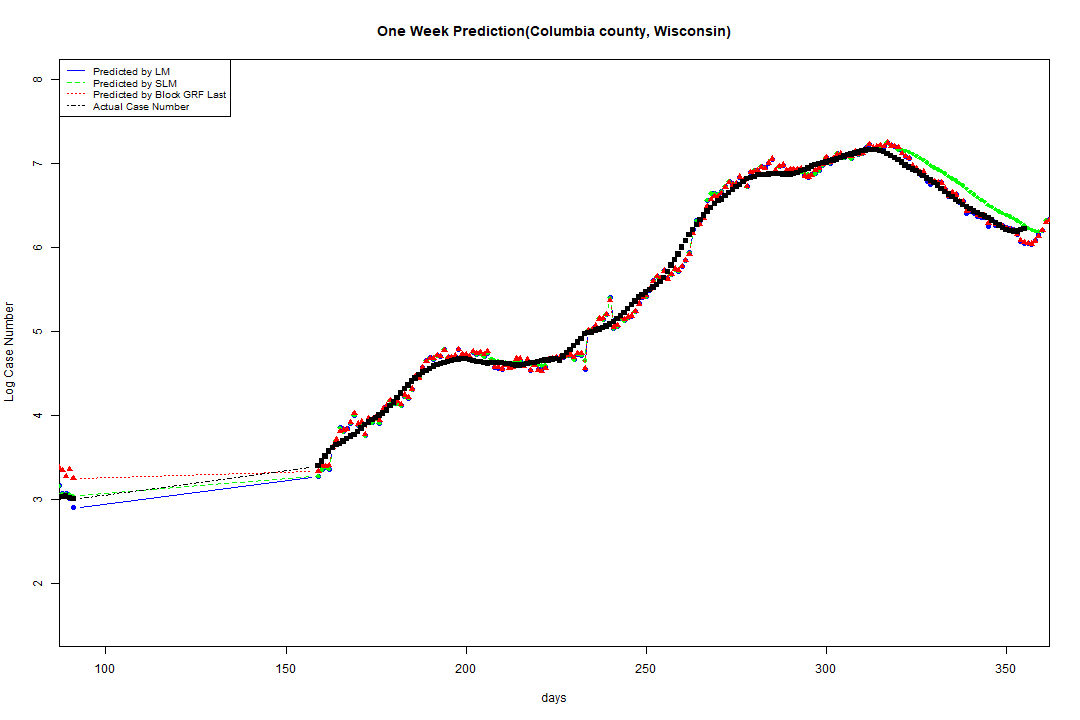 One Week Prediction(Columbia county, Wisconsin)
Predicted by LM
Predicted by SLM
Predicted by Block GRF Last
Actual Case Number
8
7
6
5
4
3
2
Log Case Number
100 150 200 250 300 350
days